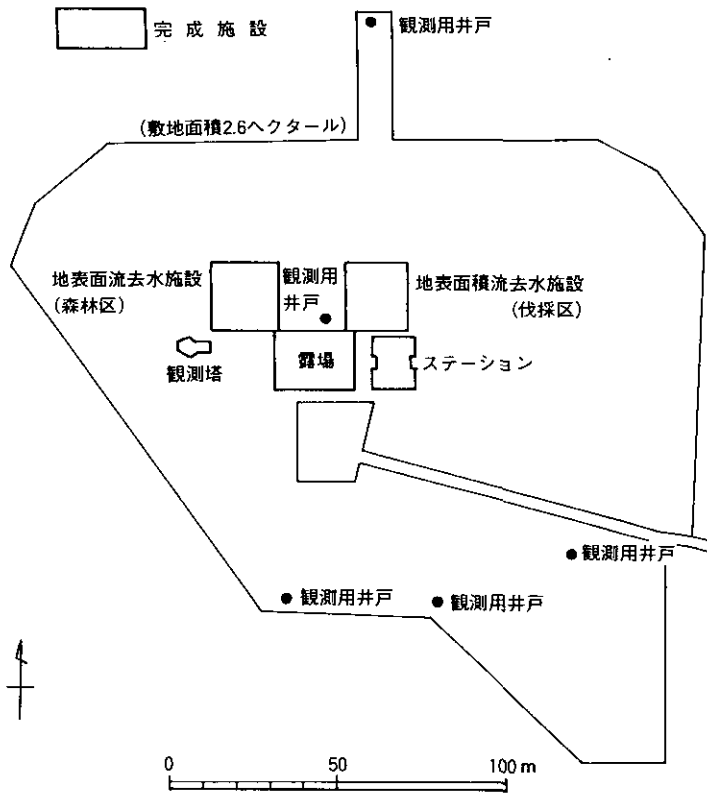 完成施設
観測用井戸
(敷地面積2.6ヘクタール)
地表面流去水施設
(森林区)
観測用
井戸
地表面積流去水施設
(伐採区)
観測塔
露場
ステーション
観測用井戸
観測用井戸
観測用井戸
0 50 100m